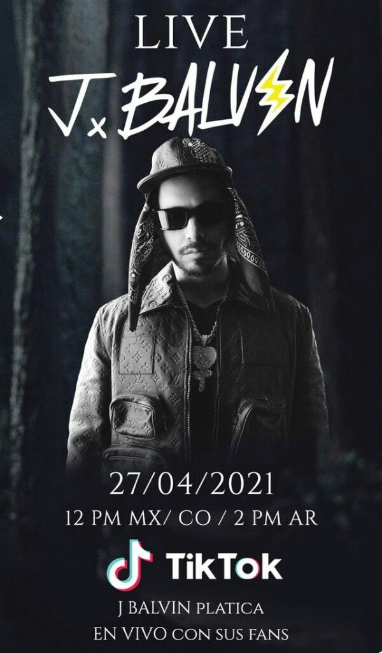 LIVE
J x BALVIN
27/04/2021
12 PM MX/ CO / 2 PM AR
TikTok
J BALVIN PLATICA
EN VIVO CON SUS FANS